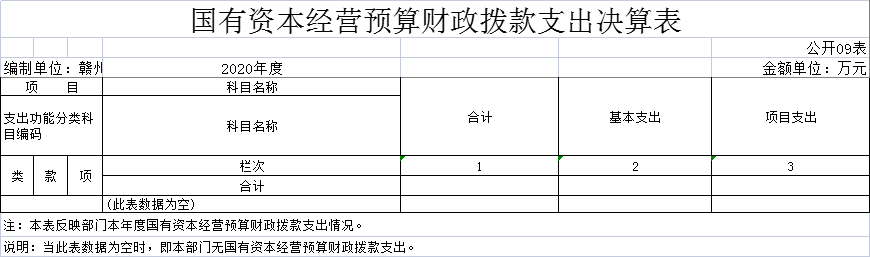 国有资本经营预算财政拨款支出决算表
公开09表
编制单位：赣州 2020年度 金额单位：万元
项 目 科目名称 合计 基本支出 项目支出
支出功能分类科目编码 科目名称
类 款 项 栏次 1 2 3
合计
(此表数据为空)
注：本表反映部门本年度国有资本经营预算财政拨款支出情况。
说明：当此表数据为空时，即本部门无国有资本经营预算财政拨款支出。